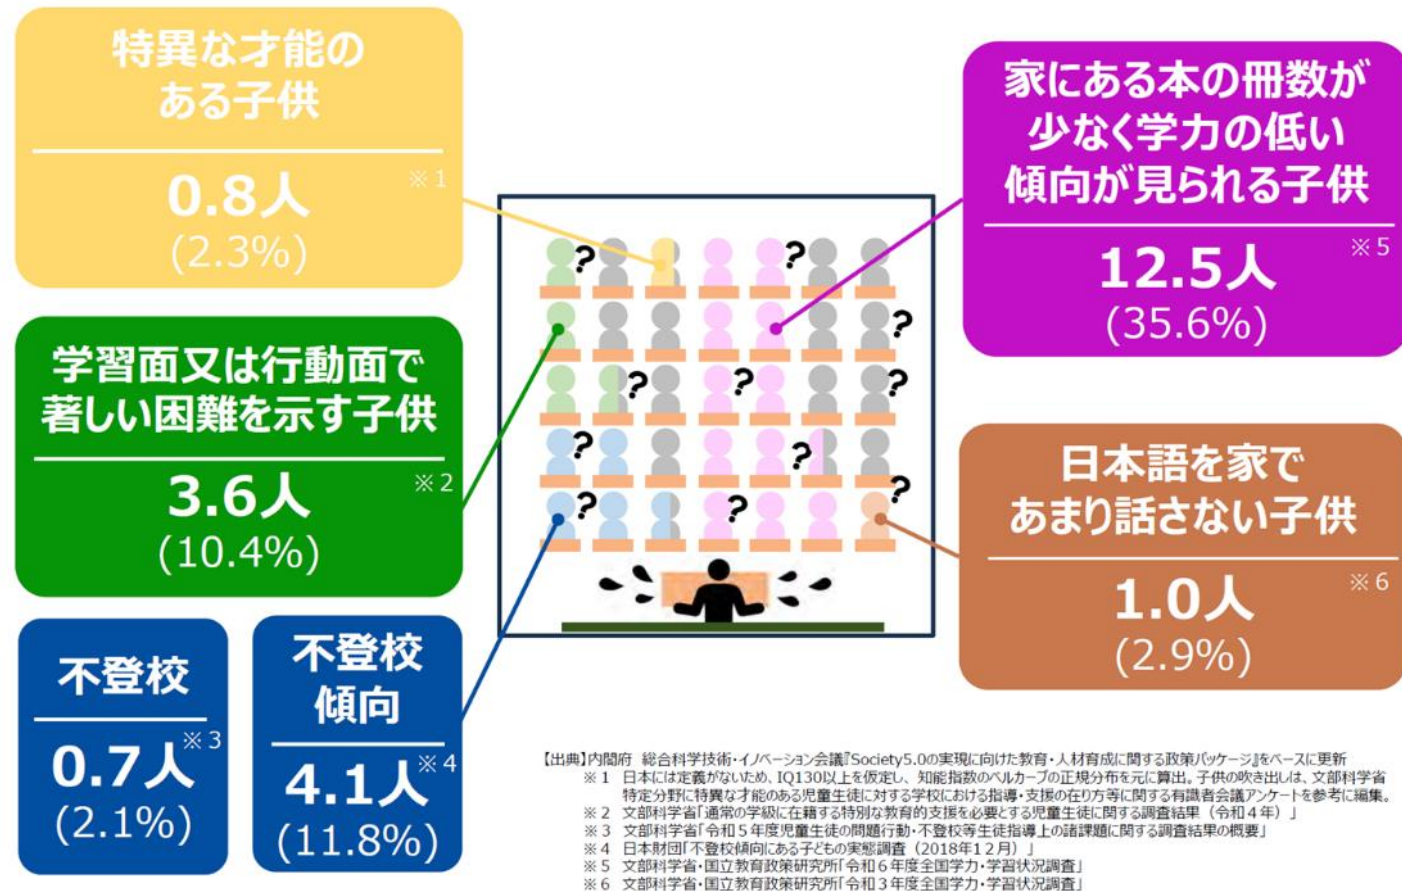 特異な才能の
ある子供
0.8人 ※1
(2.3%)
学習面又は行動面で
著しい困難を示す子供
3.6人 ※2
(10.4%)
不登校
0.7人 ※3
(2.1%)
不登校
傾向
4.1人 ※4
(11.8%)
家にある本の冊数が
少なく学力の低い
傾向が見られる子供
12.5人 ※5
(35.6%)
日本語を家で
あまり話さない子供
1.0人 ※6
(2.9%)
? ?
?
? ? ?
? ?
? ? ?
【出典】内閣府 総合科学技術・イノベーション会議『Society5.0の実現に向けた教育・人材育成に関する政策パッケージ』をベースに更新
※1 日本には定義がないため、IQ130以上を仮定し、知能指数のベルカーブの正規分布を元に算出。子供の吹き出しは、文部科学省
特定分野に特異な才能のある児童生徒に対する学校における指導・支援の在り方等に関する有識者会議アンケートを参考に編集。
※2 文部科学省「通常の学級に在籍する特別な教育的支援を必要とする児童生徒に関する調査結果（令和4年）」
※3 文部科学省「令和5年度児童生徒の問題行動・不登校等生徒指導上の諸課題に関する調査結果の概要」
※4 日本財団「不登校傾向にある子どもの実態調査（2018年12月）」
※5 文部科学省・国立教育政策研究所「令和6年度全国学力・学習状況調査」
※6 文部科学省・国立教育政策研究所「令和3年度全国学力・学習状況調査」